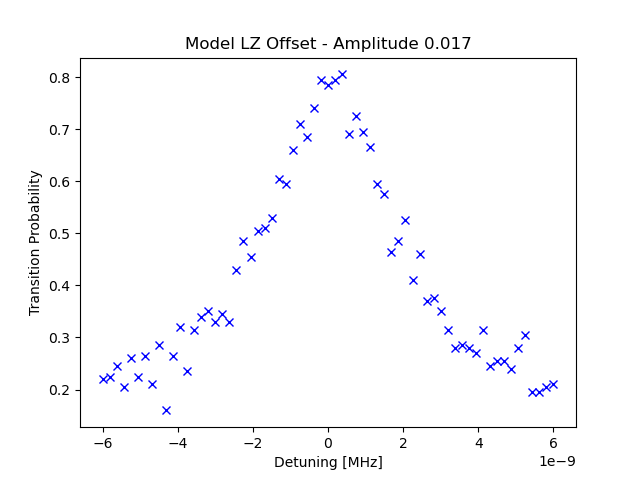 Model LZ Offset - Amplitude 0.017
0.8
0.7
0.6
0.5
0.4
0.3
0.2
Transition Probability
−6 −4 −2 0 2 4 6
1e−9
Detuning [MHz]